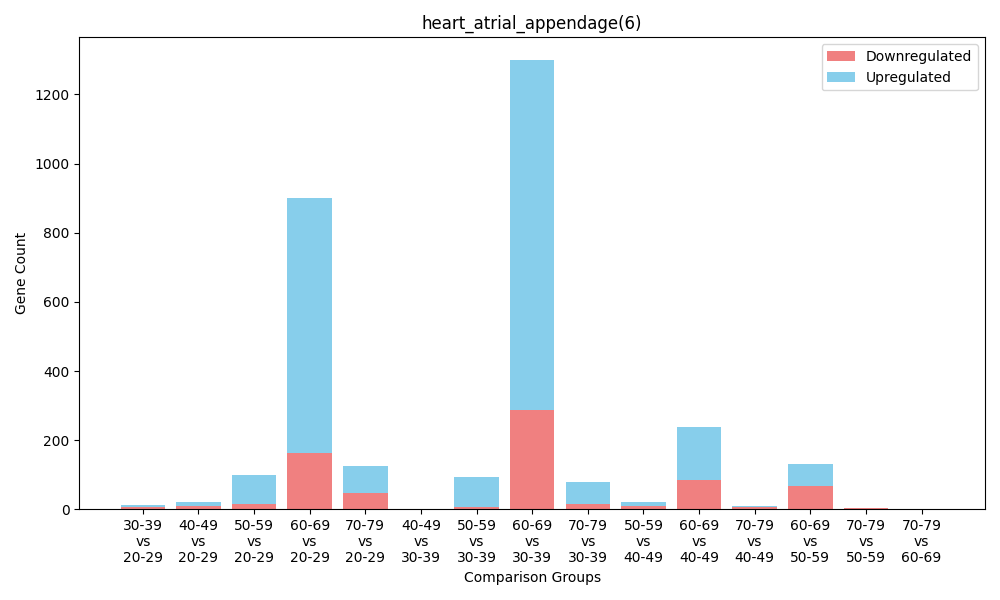 heart_atrial_appendage(6)
Downregulated
Upregulated
Gene Count
1200
1000
800
600
400
200
0
30-39 vs 20-29
40-49 vs 20-29
50-59 vs 20-29
60-69 vs 20-29
70-79 vs 20-29
40-49 vs 30-39
50-59 vs 30-39
60-69 vs 30-39
70-79 vs 30-39
50-59 vs 40-49
60-69 vs 40-49
70-79 vs 40-49
60-69 vs 50-59
70-79 vs 50-59
70-79 vs 60-69
Comparison Groups